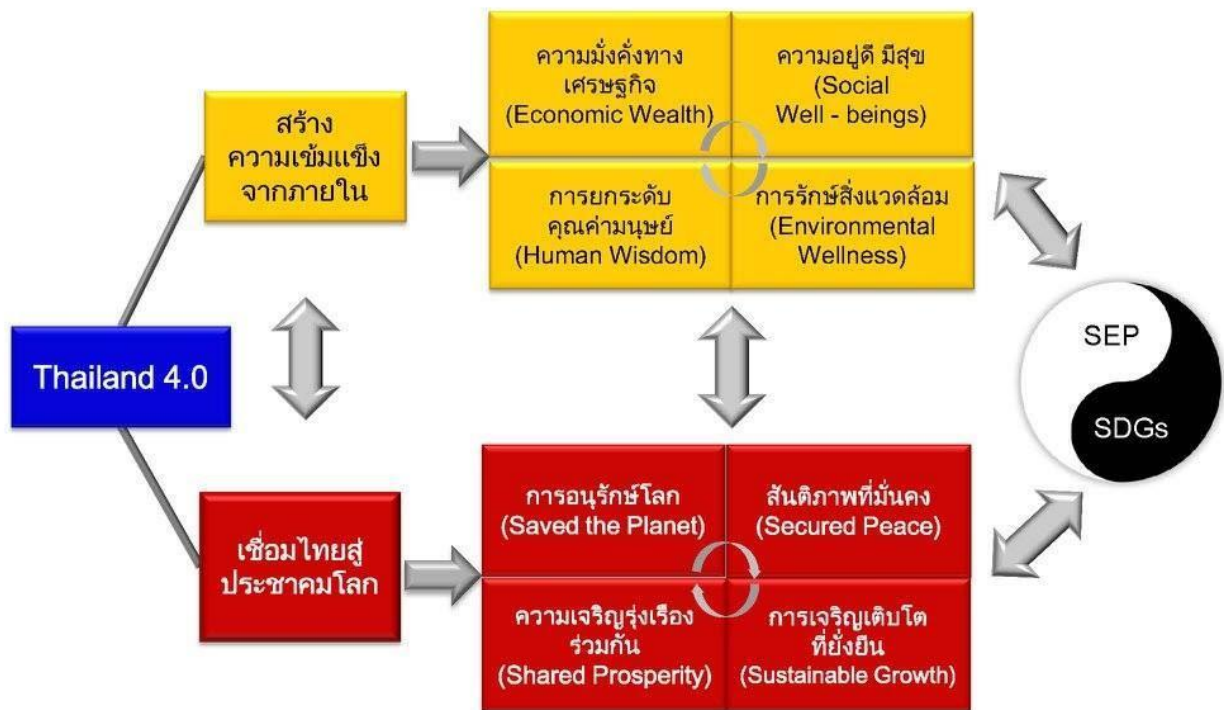 ความมั่งคั่งทาง
เศรษฐกิจ
(Economic Wealth)
ความอยู่ดี มีสุข
(Social
Well - beings)
สร้าง
ความเข้มแข็ง
จากภายใน
การยกระดับ
คุณค่ามนุษย์
(Human Wisdom)
การรักษ์สิ่งแวดล้อม
(Environmental
Wellness)
Thailand 4.0
SEP
SDGs
เชื่อมไทยสู่
ประชาคมโลก
การอนุรักษ์โลก
(Saved the Planet)
สันติภาพที่มั่นคง
(Secured Peace)
ความเจริญรุ่งเรือง
ร่วมกัน
(Shared Prosperity)
การเจริญเติบโต
ที่ยั่งยืน
(Sustainable Growth)